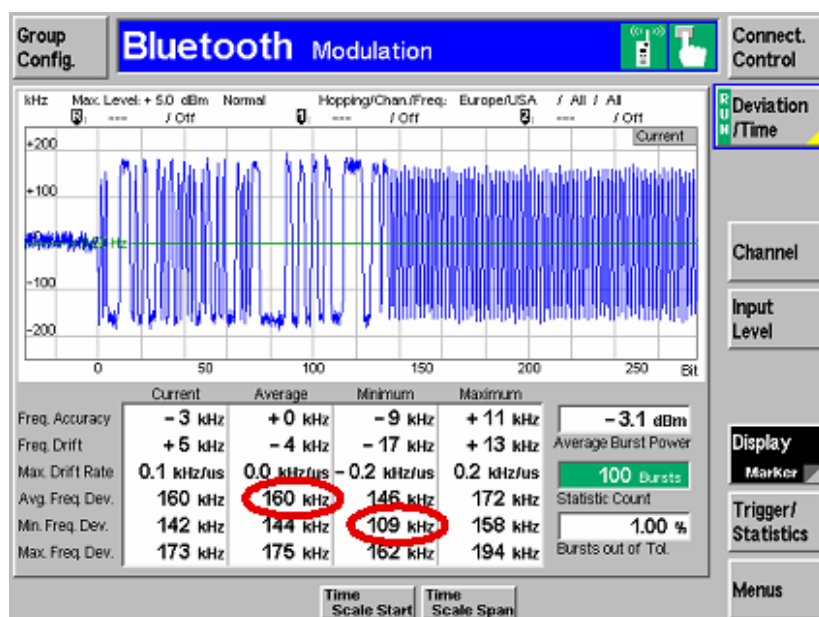 Group Config.
Bluetooth Modulation
Connect. Control
kHz Max. Level: + 5.0 dBm Normal Hopping/Chan./Freq.: Europe/USA / All / All
--- / Off --- / Off --- / Off
Current
+200
+100
-100
-200
0 50 100 150 200 250 Bit
RUN
Deviation /Time
Channel
Input Level
Current Average Minimum Maximum
Freq. Accuracy - 3 kHz + 0 kHz - 9 kHz + 11 kHz
Freq. Drift + 5 kHz - 4 kHz - 17 kHz + 13 kHz
Max. Drift Rate 0.1 kHz/us 0.0 kHz/us - 0.2 kHz/us 0.2 kHz/us
Avg. Freq. Dev. 160 kHz 160 kHz 146 kHz 172 kHz
Min. Freq. Dev. 142 kHz 144 kHz 109 kHz 158 kHz
Max. Freq. Dev. 173 kHz 175 kHz 162 kHz 194 kHz
- 3.1 dBm
Average Burst Power
100 Bursts
Statistic Count
1.00 %
Bursts out of Tol.
Display
Marker
Trigger/ Statistics
Menus
Time Scale Start
Time Scale Span